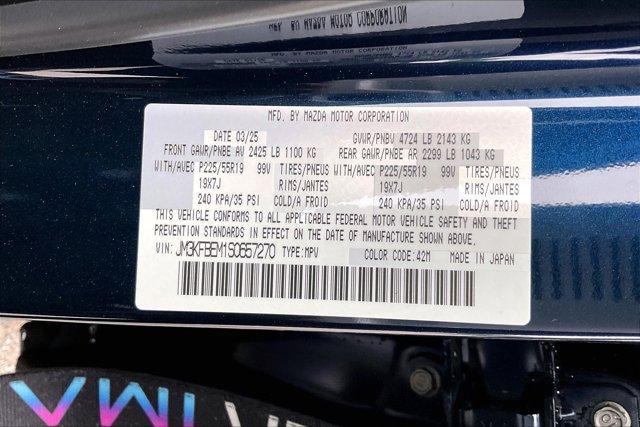 MFD. BY MAZDA MOTOR CORPORATION
DATE 03/25 GVWR/PNBV 4724 LB 2143 KG
FRONT GAWR/PNBE AV 2425 LB 1100 KG REAR GAWR/PNBE AR 2299 LB 1043 KG
WITH/AVEC P225/55R19 99V TIRES/PNEUS WITH/AVEC P225/55R19 99V TIRES/PNEUS
19X7J RIMS/JANTES 19X7J RIMS/JANTES
240 KPA/35 PSI COLD/A FROID 240 KPA/35 PSI COLD/A FROID
THIS VEHICLE CONFORMS TO ALL APPLICABLE FEDERAL MOTOR VEHICLE SAFETY AND THEFT
PREVENTION STANDARDS IN EFFECT ON THE DATE OF MANUFACTURE SHOWN ABOVE.
VIN: JM3KFBEM1S0657270 TYPE: MPV COLOR CODE: 42M MADE IN JAPAN